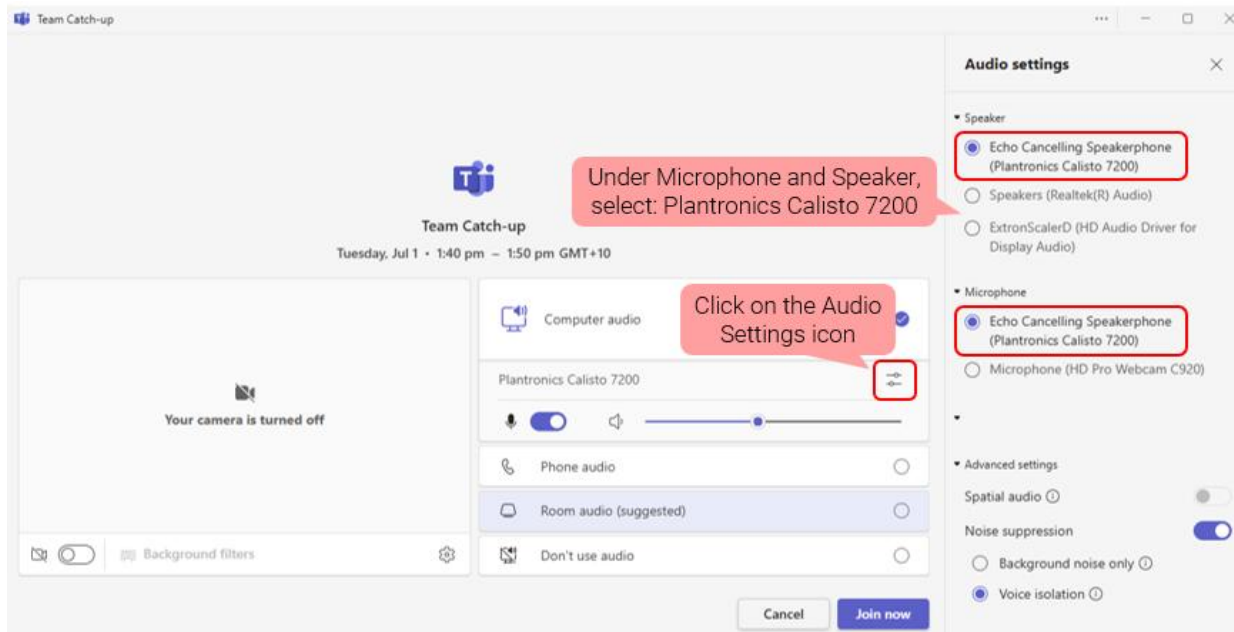 Team Catch-up
Team Catch-up
Tuesday, Jul 1 • 1:40 pm – 1:50 pm GMT+10
Your camera is turned off
Background filters
Computer audio
Plantronics Calisto 7200
Phone audio
Room audio (suggested)
Don't use audio
Cancel
Join now
Under Microphone and Speaker,
select: Plantronics Calisto 7200
Click on the Audio
Settings icon
Audio settings
Speaker
Echo Cancelling Speakerphone
(Plantronics Calisto 7200)
Speakers (Realtek(R) Audio)
ExtronScalerD (HD Audio Driver for
Display Audio)
Microphone
Echo Cancelling Speakerphone
(Plantronics Calisto 7200)
Microphone (HD Pro Webcam C920)
Advanced settings
Spatial audio
Noise suppression
Background noise only
Voice isolation